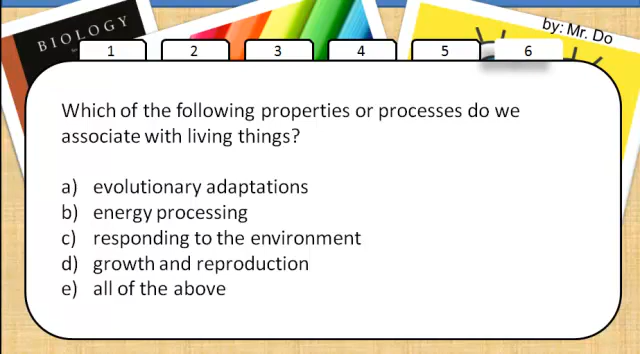 BIOLOGY
by: Mr. Do
1 2 3 4 5 6
Which of the following properties or processes do we
associate with living things?
a) evolutionary adaptations
b) energy processing
c) responding to the environment
d) growth and reproduction
e) all of the above